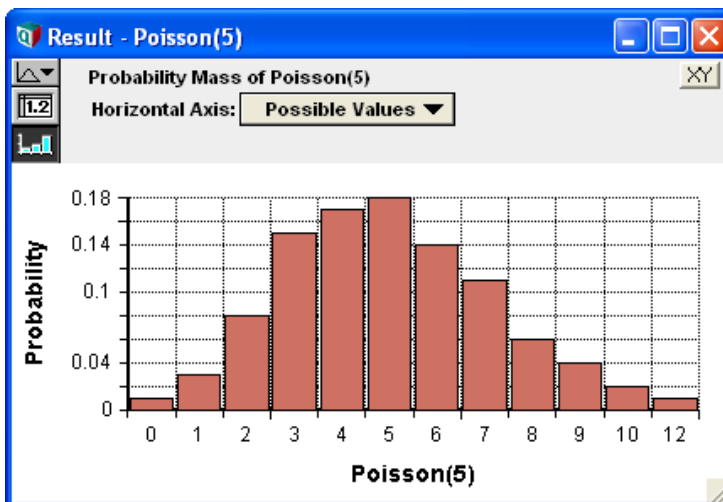 Result - Poisson(5)
Probability Mass of Poisson(5)
XY
Horizontal Axis: Possible Values
1.2
0.18
0.14
0.1
0.04
0
Probability
0 1 2 3 4 5 6 7 8 9 10 12
Poisson(5)